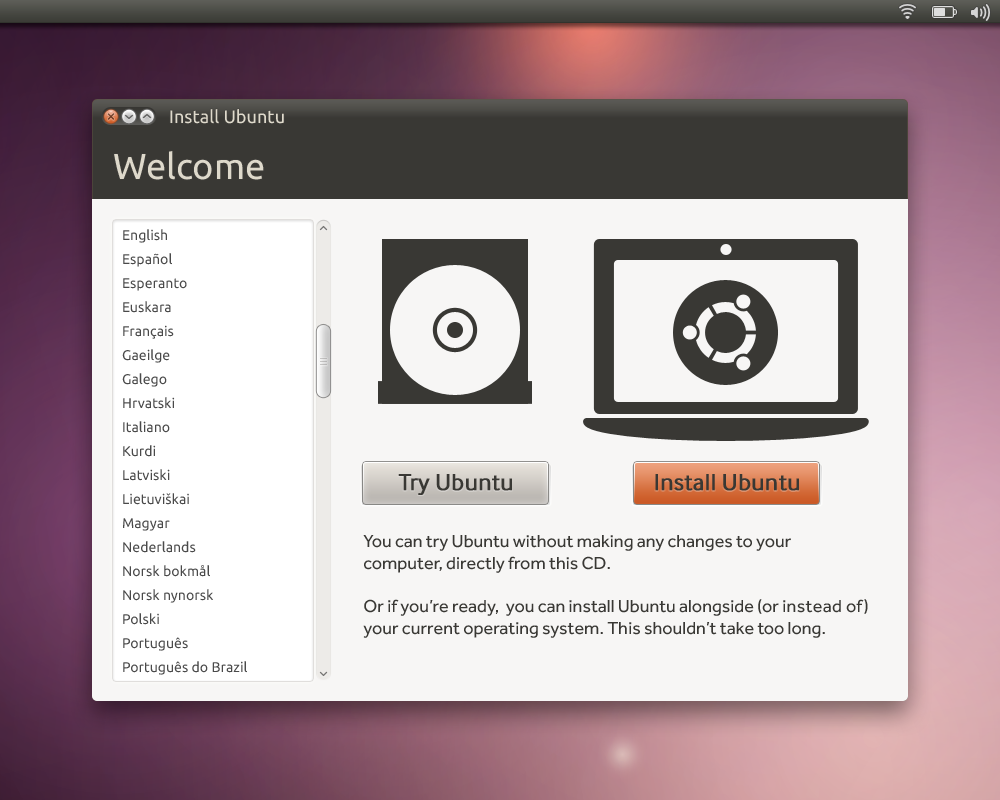 Install Ubuntu
Welcome
English
Español
Esperanto
Euskara
Français
Gaeilge
Galego
Hrvatski
Italiano
Kurdi
Latviski
Lietuviškai
Magyar
Nederlands
Norsk bokmål
Norsk nynorsk
Polski
Português
Português do Brazil
Try Ubuntu
Install Ubuntu
You can try Ubuntu without making any changes to your
computer, directly from this CD.
Or if you're ready, you can install Ubuntu alongside (or instead of)
your current operating system. This shouldn't take too long.